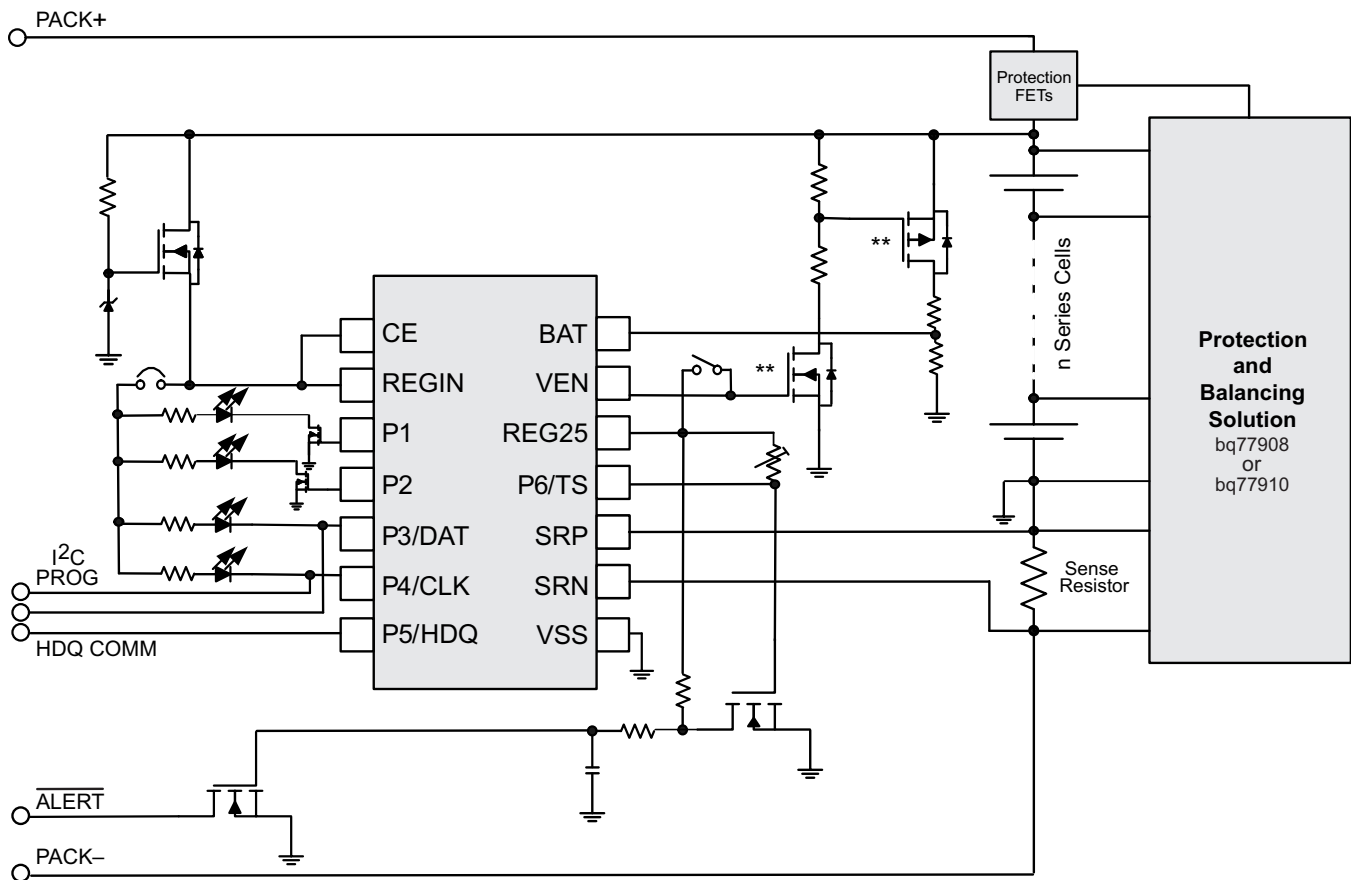 PACK+
Protection
FETs
**
n Series Cells
CE
BAT
Protection
and
Balancing
Solution
bq77908
or
bq77910
REGIN
VEN
**
P1
REG25
P2
P6/TS
P3/DAT
SRP
I²C
PROG
P4/CLK
SRN
Sense
Resistor
P5/HDQ
VSS
HDQ COMM
ALERT
PACK–